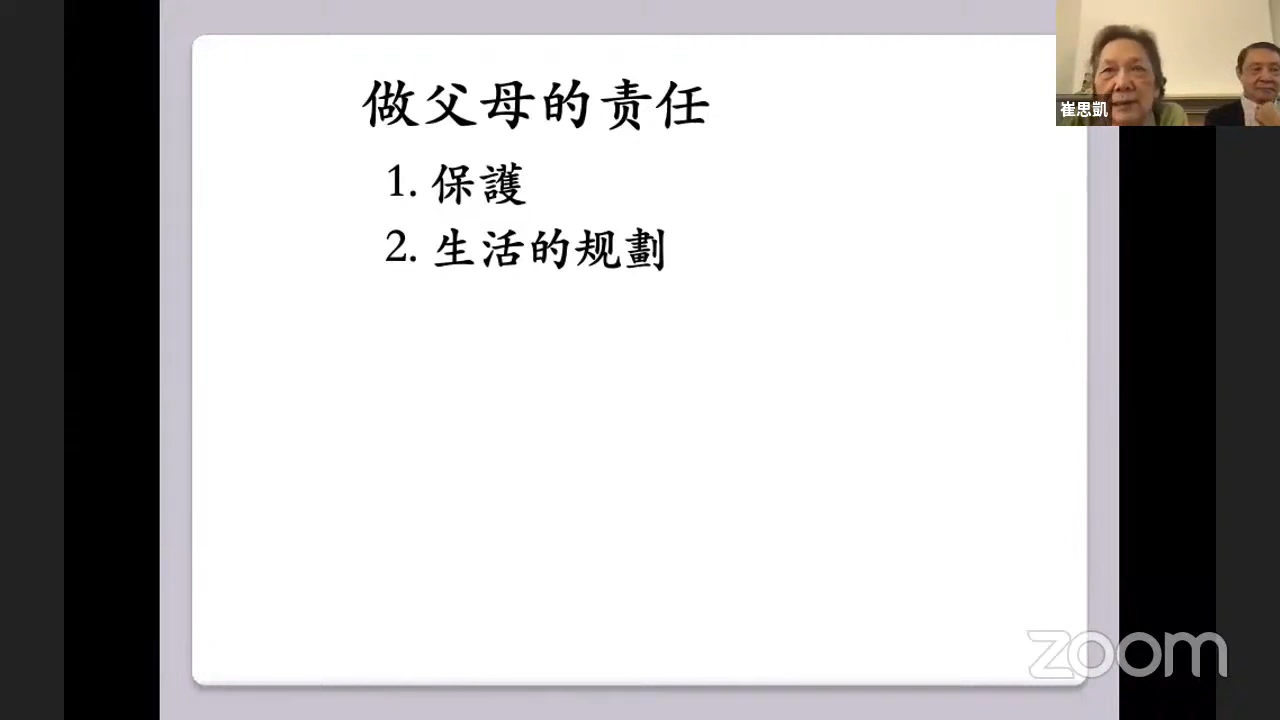 做父母的责任
1. 保護
2. 生活的规劃
崔思凱
zoom